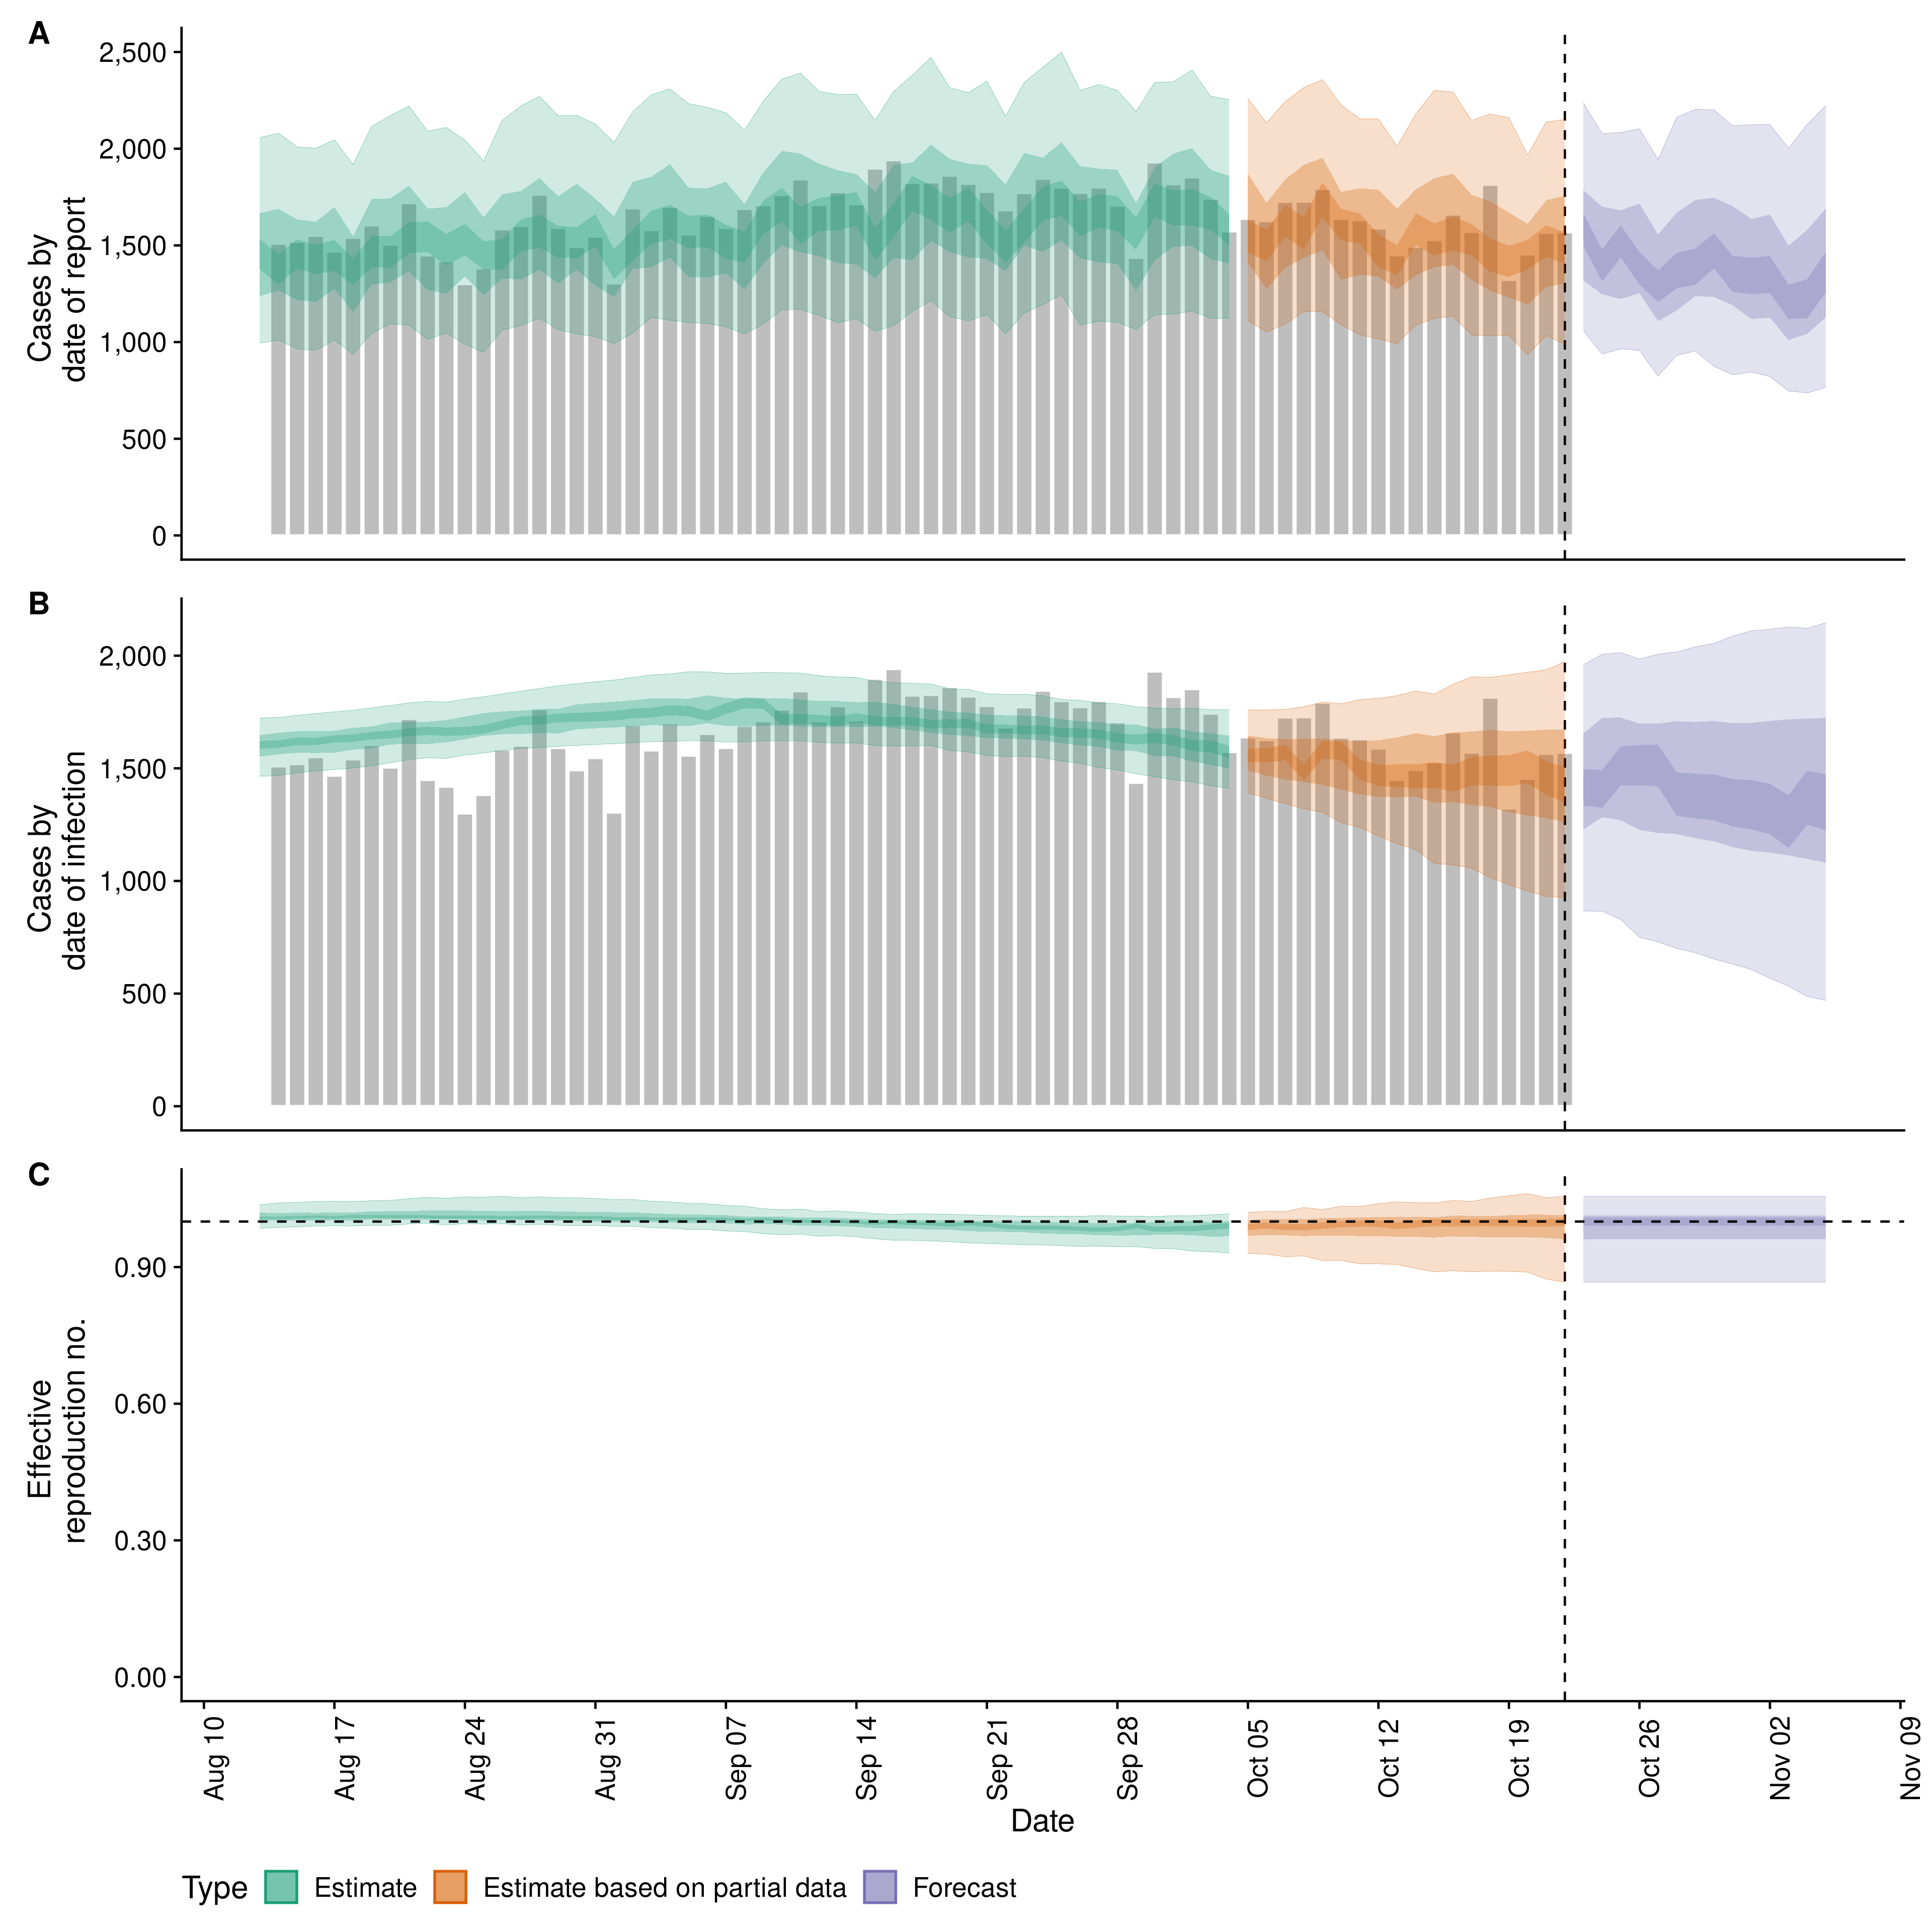 A
Cases by
date of report
2,500
2,000
1,500
1,000
500
0
B
Cases by
date of infection
2,000
1,500
1,000
500
0
C
Effective
reproduction no.
0.90
0.60
0.30
0.00
Aug 10
Aug 17
Aug 24
Aug 31
Sep 07
Sep 14
Sep 21
Sep 28
Oct 05
Oct 12
Oct 19
Oct 26
Nov 02
Nov 09
Date
Type Estimate Estimate based on partial data Forecast